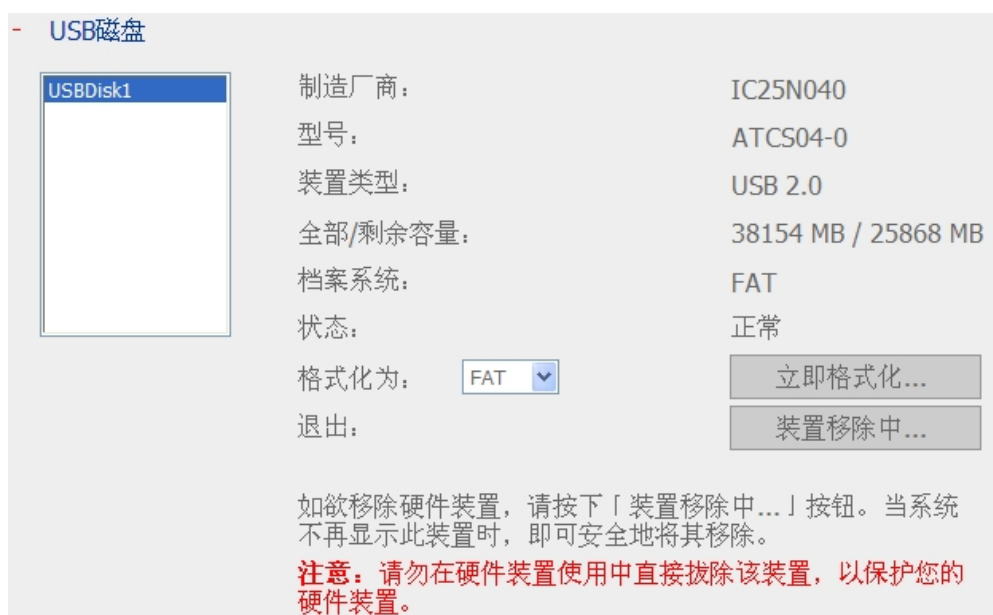 - USB磁盘
USBDisk1
制造厂商： IC25N040
型号： ATCS04-0
装置类型： USB 2.0
全部/剩余容量： 38154 MB / 25868 MB
档案系统： FAT
状态： 正常
格式化为： FAT 立即格式化...
退出： 装置移除中...
如欲移除硬件装置，请按下「装置移除中...」按钮。当系统
不再显示此装置时，即可安全地将其移除。
注意：请勿在硬件装置使用中直接拔除该装置，以保护您的
硬件装置。